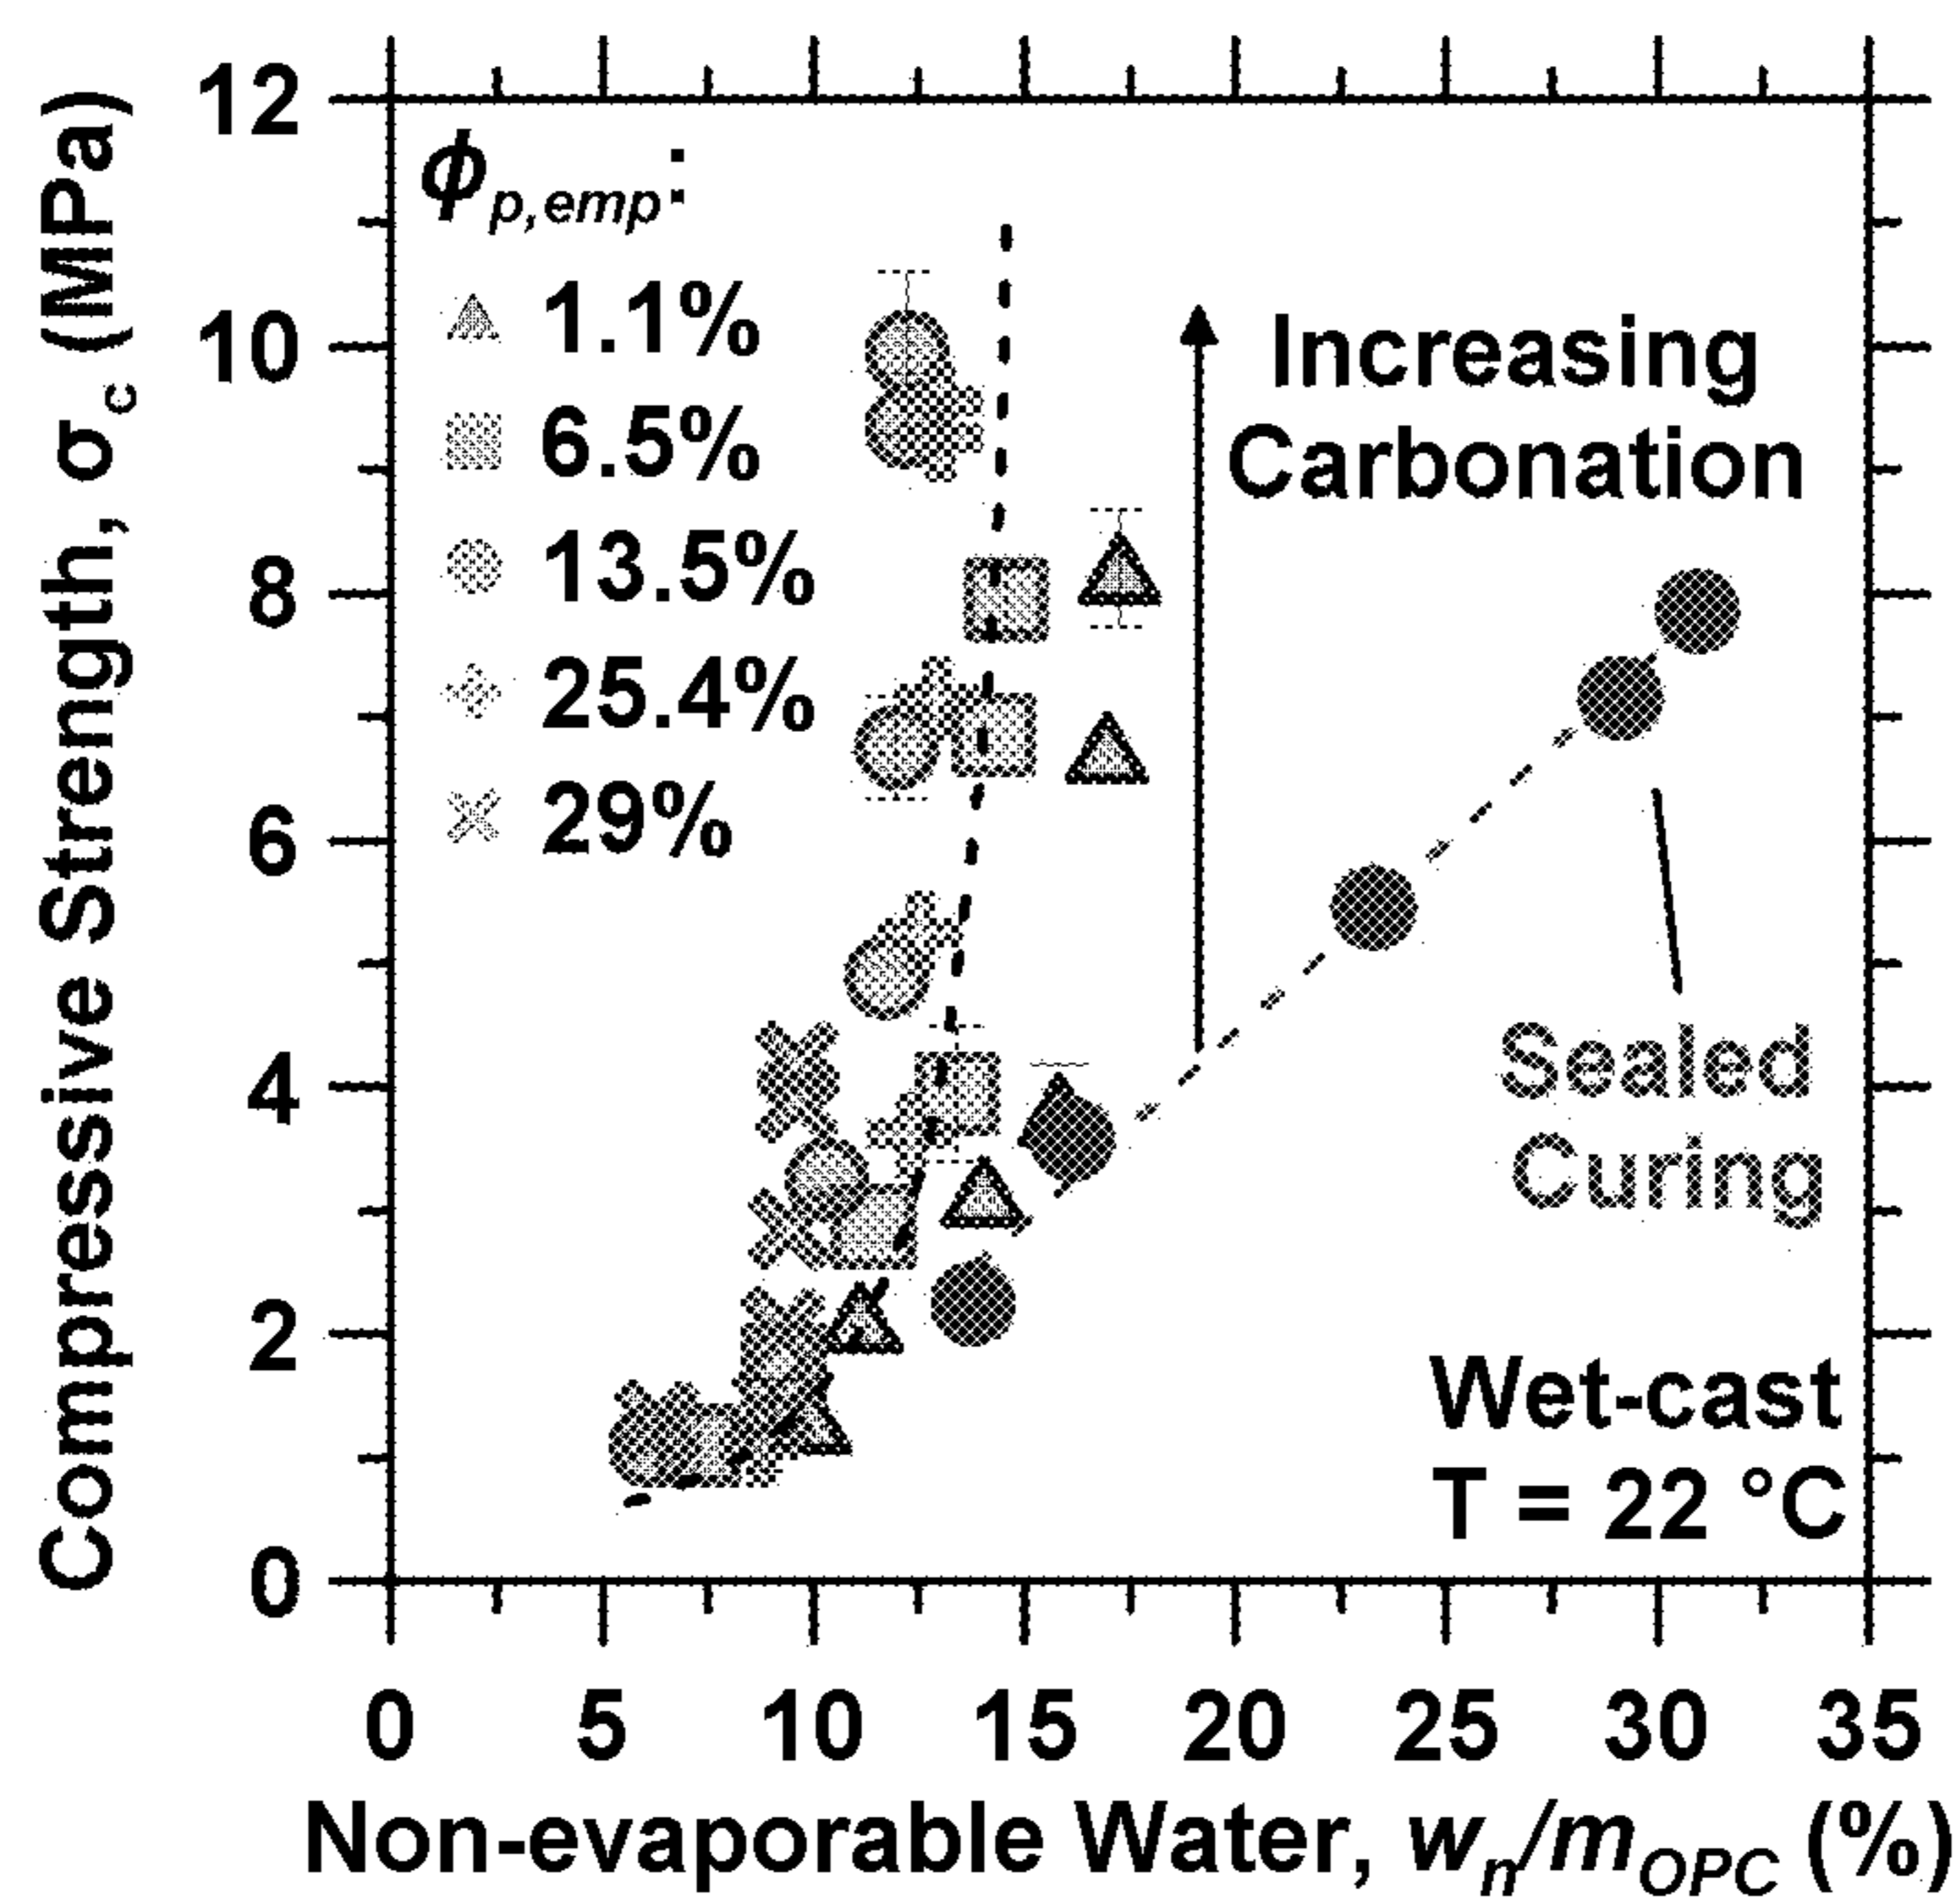 Compressive Strength, σc (MPa)
12
10
8
6
4
2
0
ϕp,emp:
1.1%
6.5%
13.5%
25.4%
29%
Increasing
Carbonation
Sealed
Curing
Wet-cast
T = 22 °C
0 5 10 15 20 25 30 35
Non-evaporable Water, wn/mOPC (%)